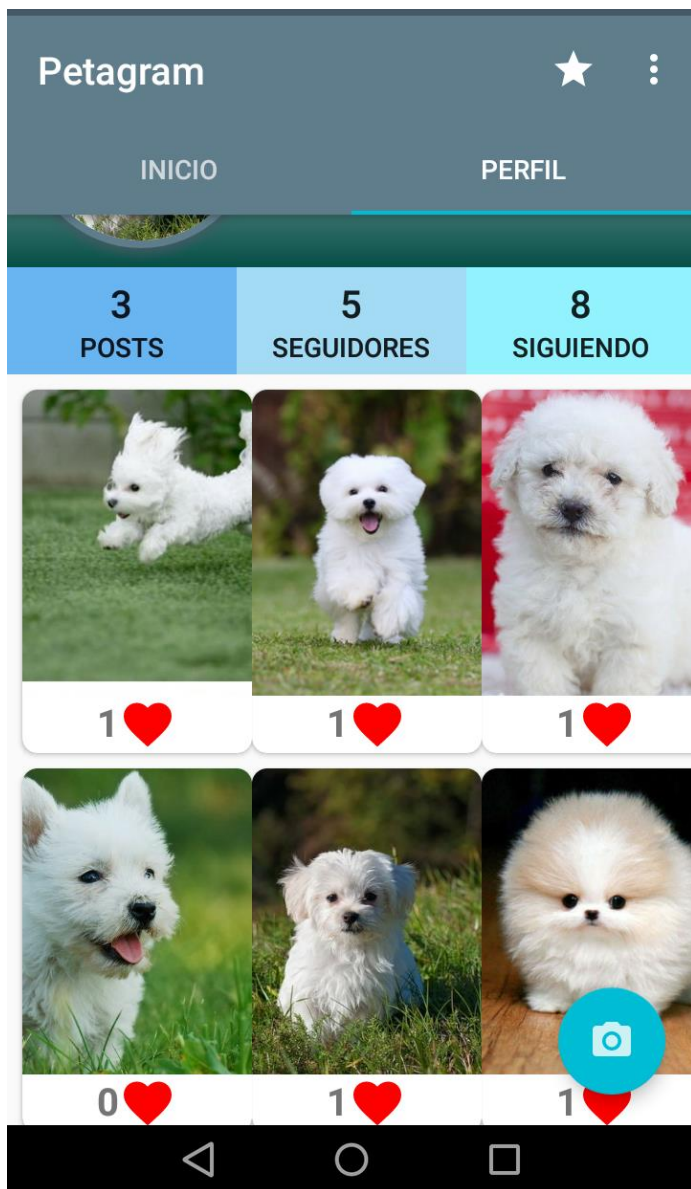 Petagram
INICIO PERFIL
3 5 8
POSTS SEGUIDORES SIGUIENDO
1 1 1
0 1 1